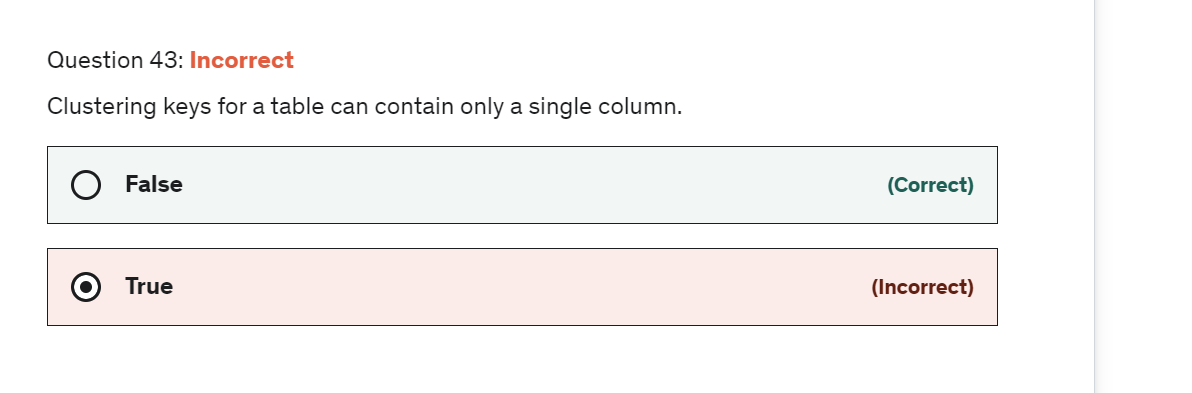 Question 43: Incorrect
Clustering keys for a table can contain only a single column.
False (Correct)
True (Incorrect)